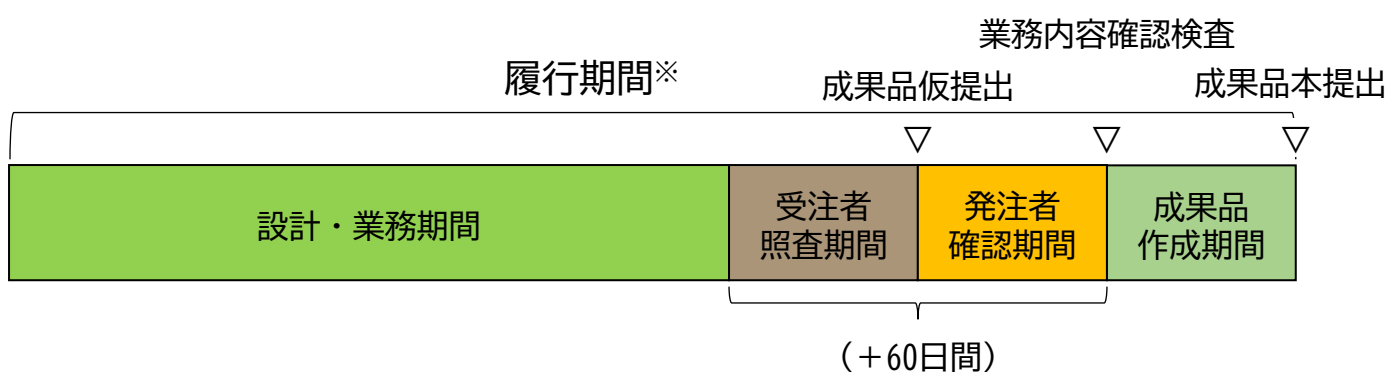 業務内容確認検査
履行期間※
成果品仮提出
成果品本提出
▽ ▽ ▽
設計・業務期間
受注者
照査期間
発注者
確認期間
成果品
作成期間
（＋60日間）